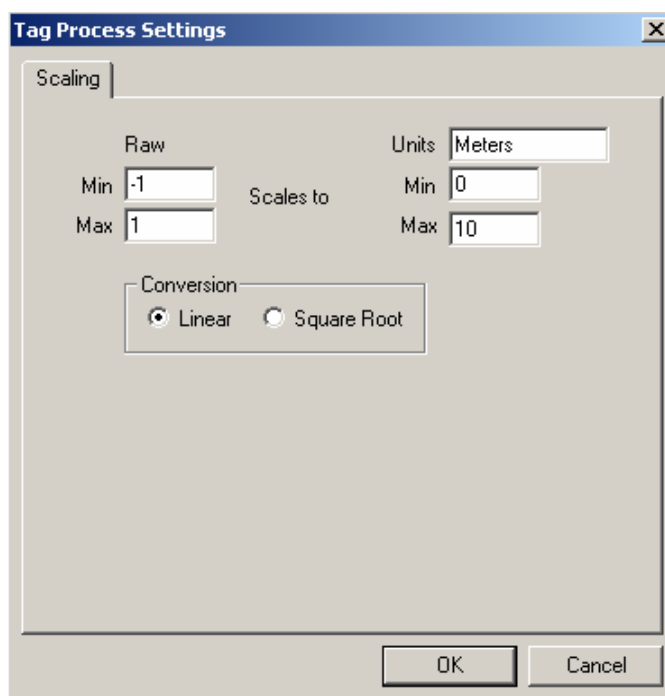 Tag Process Settings
Scaling
Raw Units Meters
Min -1 Scales to Min 0
Max 1 Max 10
Conversion
Linear Square Root
OK Cancel